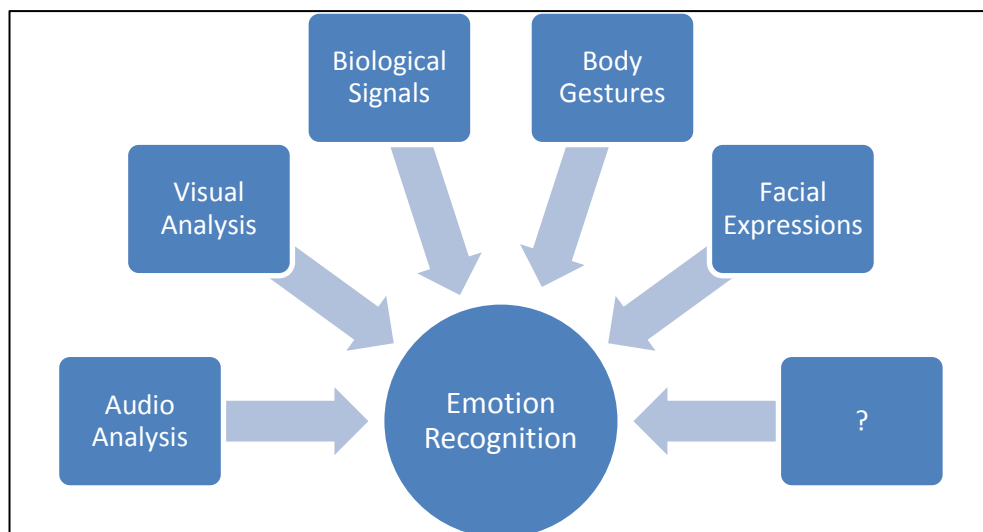 Biological
Signals
Body
Gestures
Visual
Analysis
Facial
Expressions
Audio
Analysis
Emotion
Recognition
?